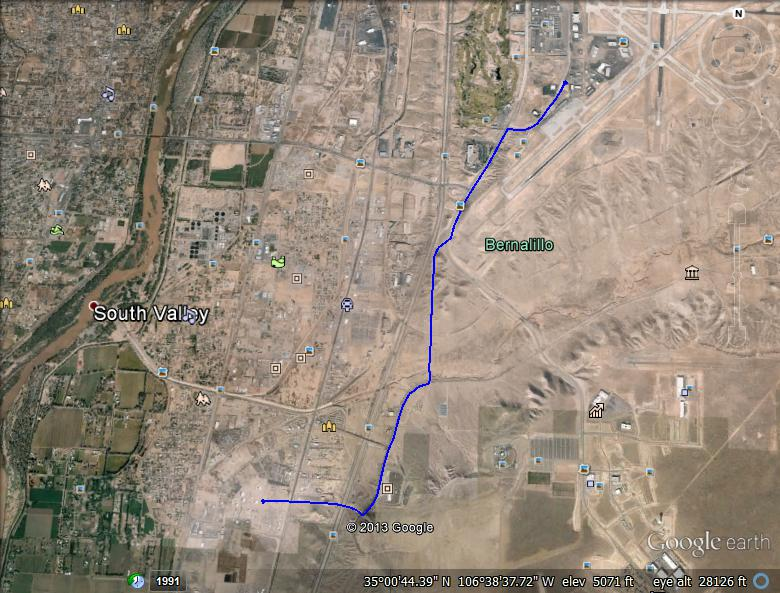 N
Bernalillo
South Valley
© 2013 Google
Google earth
1991
35°00'44.39" N 106°38'37.72" W elev 5071 ft eye alt 28126 ft